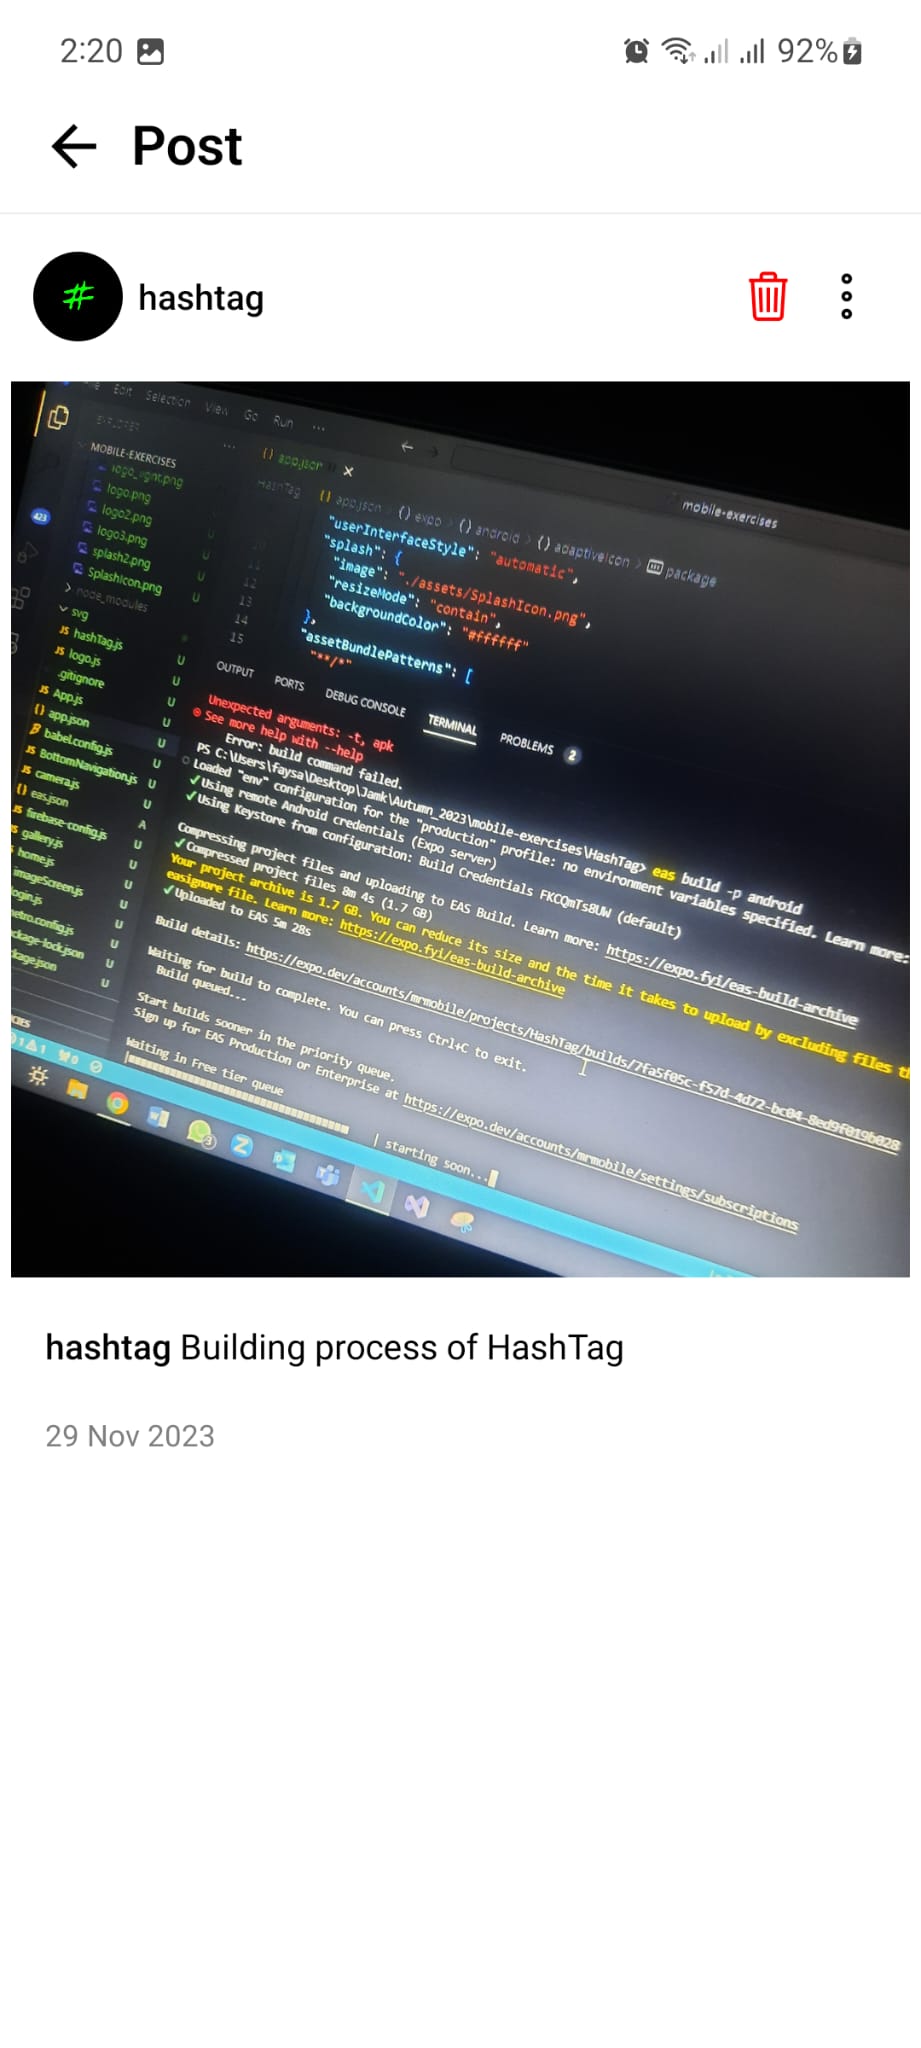 2:20
92%
Post
hashtag
Edit Selection View Go Run ...
mobile-exercises
EXPLORER
MOBILE-EXERCISES
logo_light.png
logo.png
logo2.png
logo3.png
splash2.png
SplashIcon.png
node_modules
svg
JS hashTag.js
JS logo.js
.gitignore
JS App.js
{} app.json
babel.config.js
JS BottomNavigation.js
JS camera.js
{} eas.json
JS firebase-config.js
JS gallery.js
home.js
imageScreen.js
login.js
metro.config.js
423
{} app.json ×
HashTag {} app.json > {} expo > {} android > {} adaptiveIcon > package
"userInterfaceStyle": "automatic",
"splash": {
"image": "./assets/SplashIcon.png",
12 "resizeMode": "contain",
13 "backgroundColor": "#ffffff"
14 },
15 "assetBundlePatterns": [
"**/*"
OUTPUT PORTS DEBUG CONSOLE TERMINAL PROBLEMS 2
Unexpected arguments: -t, apk
See more help with --help
Error: build command failed.
PS C:\Users\faysa\Desktop\Jamk\Autumn_2023\mobile-exercises\HashTag> eas build -p android
Loaded "env" configuration for the "production" profile: no environment variables specified. Learn more:
✓Using remote Android credentials (Expo server)
✓Using Keystore from configuration: Build Credentials FKCQmTs8UW (default)
Compressing project files and uploading to EAS Build. Learn more: https://expo.fyi/eas-build-archive
✓Compressed project files 8m 4s (1.7 GB)
Your project archive is 1.7 GB. You can reduce its size and the time it takes to upload by excluding files
easignore file. Learn more: https://expo.fyi/eas-build-archive
✓Uploaded to EAS 5m 28s
Build details: https://expo.dev/accounts/mrmobile/projects/HashTag/builds/7fa5f05c-f57d-4d72-bc04-8ed9f019b028
Waiting for build to complete. You can press Ctrl+C to exit.
Build queued...
Start builds sooner in the priority queue.
Sign up for EAS Production or Enterprise at https://expo.dev/accounts/mrmobile/settings/subscriptions
Waiting in Free tier queue
| starting soon...
hashtag Building process of HashTag
29 Nov 2023